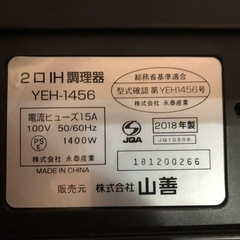 2口IH調理器
YEH-1456
電流ヒューズ15A
100V 50/60Hz
PSE 1400W
株式会社 永泰産業
MADE IN CHINA
総務省基準適合
型式確認 第YEH1456号
株式会社 永泰産業
JQA
2018年製
JQ10508
181200266
販売元 株式会社 山善